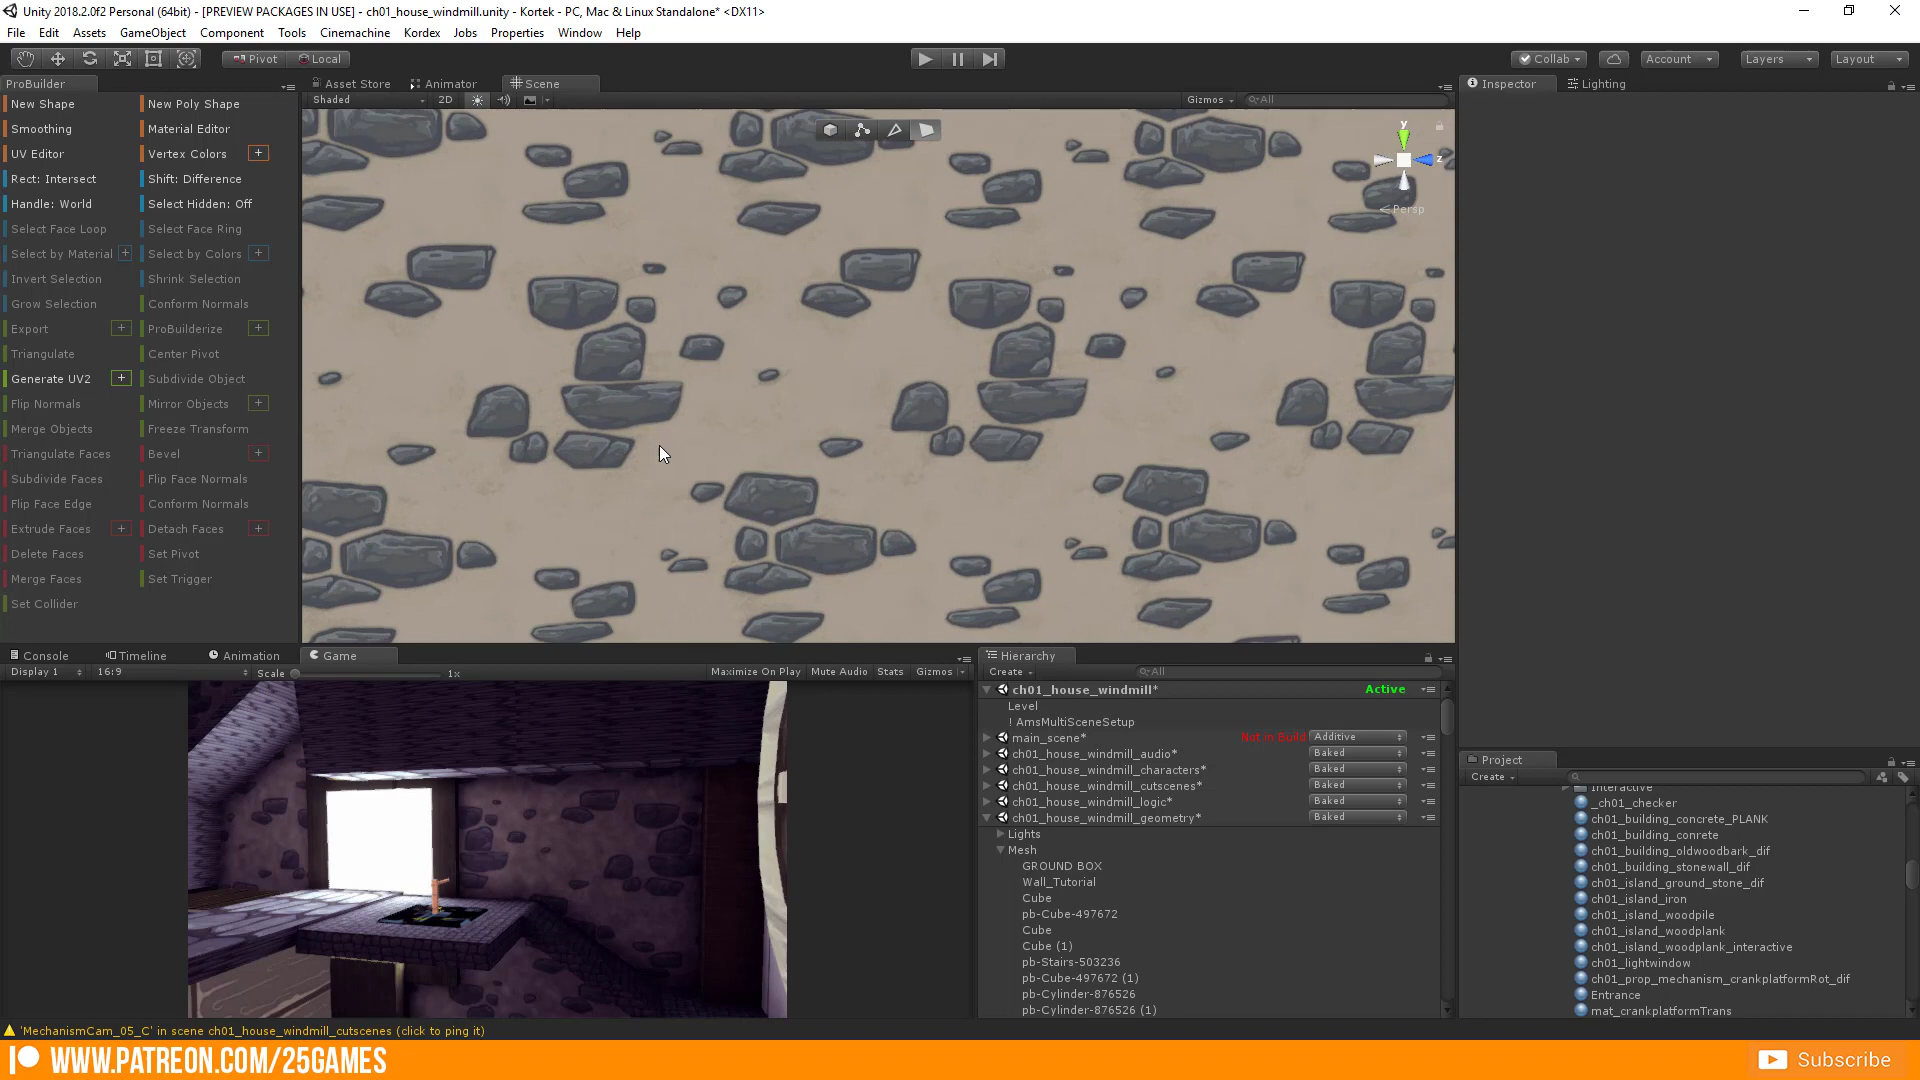 Unity 2018.2.0f2 Personal (64bit) - [PREVIEW PACKAGES IN USE] - ch01_house_windmill.unity - Kortek - PC, Mac & Linux Standalone* <DX11>
File Edit Assets GameObject Component Tools Cinemachine Kordex Jobs Properties Window Help
Pivot Local Collab Account Layers Layout
ProBuilder Asset Store Animator Scene Inspector Lighting
Shaded 2D Gizmos All
New Shape New Poly Shape
Smoothing Material Editor
UV Editor Vertex Colors +
Rect: Intersect Shift: Difference
Handle: World Select Hidden: Off
Select Face Loop Select Face Ring
Select by Material + Select by Colors +
Invert Selection Shrink Selection
Grow Selection Conform Normals
Export + ProBuilderize +
Triangulate Center Pivot
Generate UV2 + Subdivide Object
Flip Normals Mirror Objects +
Merge Objects Freeze Transform
Triangulate Faces Bevel +
Subdivide Faces Flip Face Normals
Flip Face Edge Conform Normals
Extrude Faces + Detach Faces +
Delete Faces Set Pivot
Merge Faces Set Trigger
Set Collider
y
z
< Persp
Console Timeline Animation Game
Display 1 16:9 Scale 1x Maximize On Play Mute Audio Stats Gizmos
Hierarchy
Create All
ch01_house_windmill* Active
Level
! AmsMultiSceneSetup
main_scene* Not in Build Additive
ch01_house_windmill_audio* Baked
ch01_house_windmill_characters* Baked
ch01_house_windmill_cutscenes* Baked
ch01_house_windmill_logic* Baked
ch01_house_windmill_geometry* Baked
Lights
Mesh
GROUND BOX
Wall_Tutorial
Cube
pb-Cube-497672
Cube
Cube (1)
pb-Stairs-503236
pb-Cube-497672 (1)
pb-Cylinder-876526
pb-Cylinder-876526 (1)
Project
Create
Interactive
_ch01_checker
ch01_building_concrete_PLANK
ch01_building_conrete
ch01_building_oldwoodbark_dif
ch01_building_stonewall_dif
ch01_island_ground_stone_dif
ch01_island_iron
ch01_island_woodpile
ch01_island_woodplank
ch01_island_woodplank_interactive
ch01_lightwindow
ch01_prop_mechanism_crankplatformRot_dif
Entrance
mat_crankplatformTrans
'MechanismCam_05_C' in scene ch01_house_windmill_cutscenes (click to ping it)
WWW.PATREON.COM/25GAMES
Subscribe